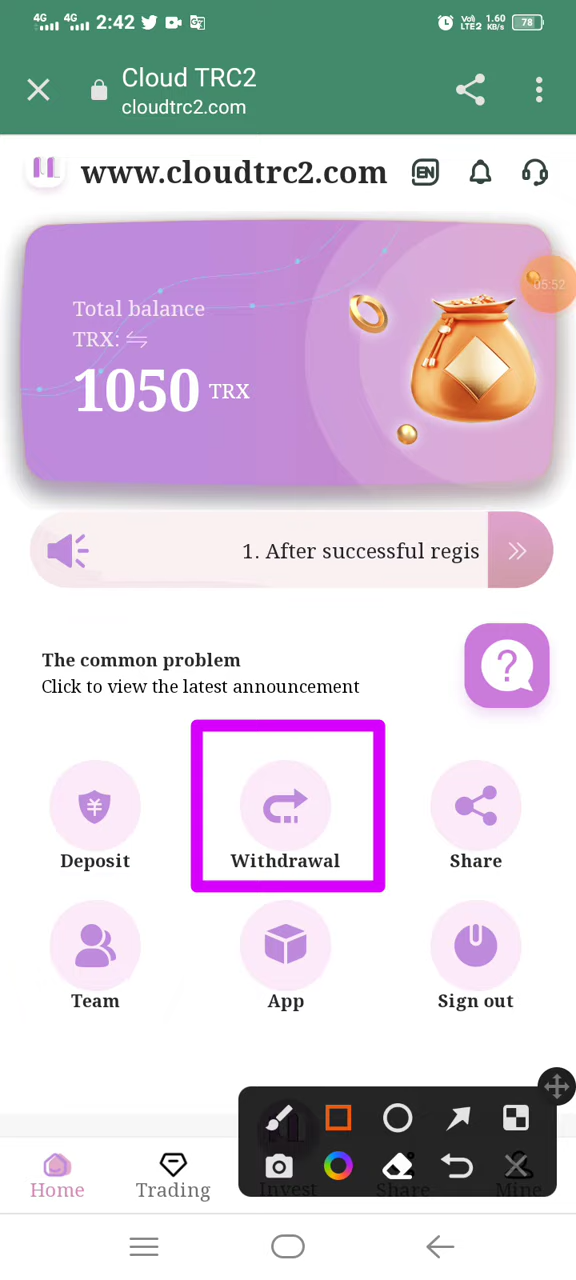 4G 4G 2:42 Voli LTE2 1.60 KB/s 78
Cloud TRC2
cloudtrc2.com
www.cloudtrc2.com EN
05:52
Total balance
TRX:
1050 TRX
1. After successful regis
The common problem
Click to view the latest announcement
?
Deposit Withdrawal Share
Team App Sign out
Home Trading Invest Share Mine